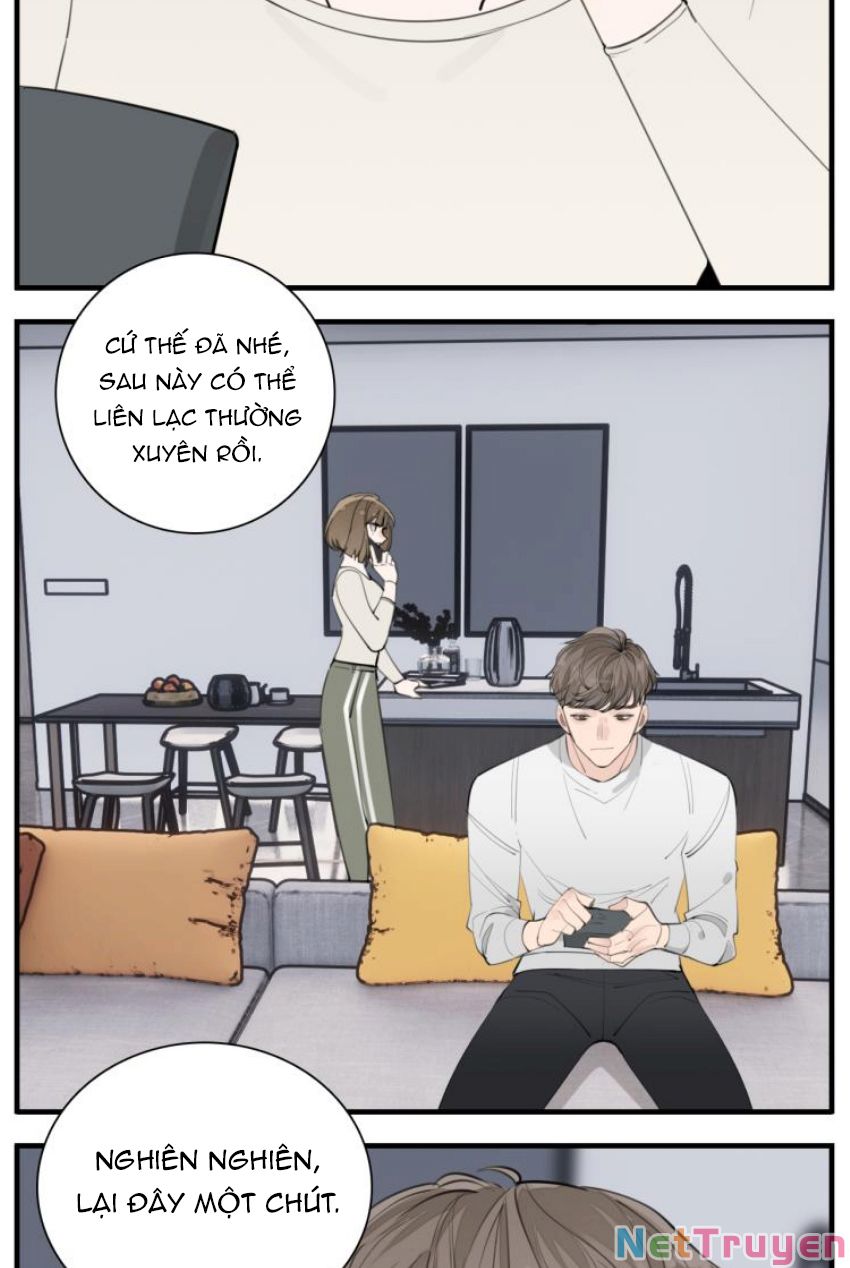 CỨ THẾ ĐÃ NHÉ,
SAU NÀY CÓ THỂ
LIÊN LẠC THƯỜNG
XUYÊN RỒI.
NGHIÊN NGHIÊN,
LẠI ĐÂY MỘT CHÚT.
NetTruyen